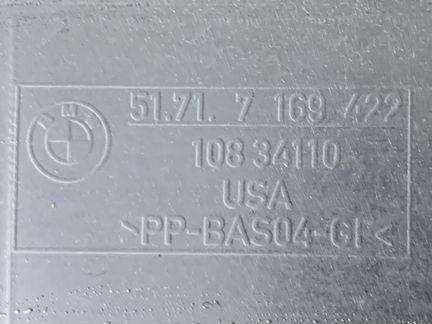 BMW
51.71. 7 169 422
108 34110
USA
>PP-BAS04-GF<